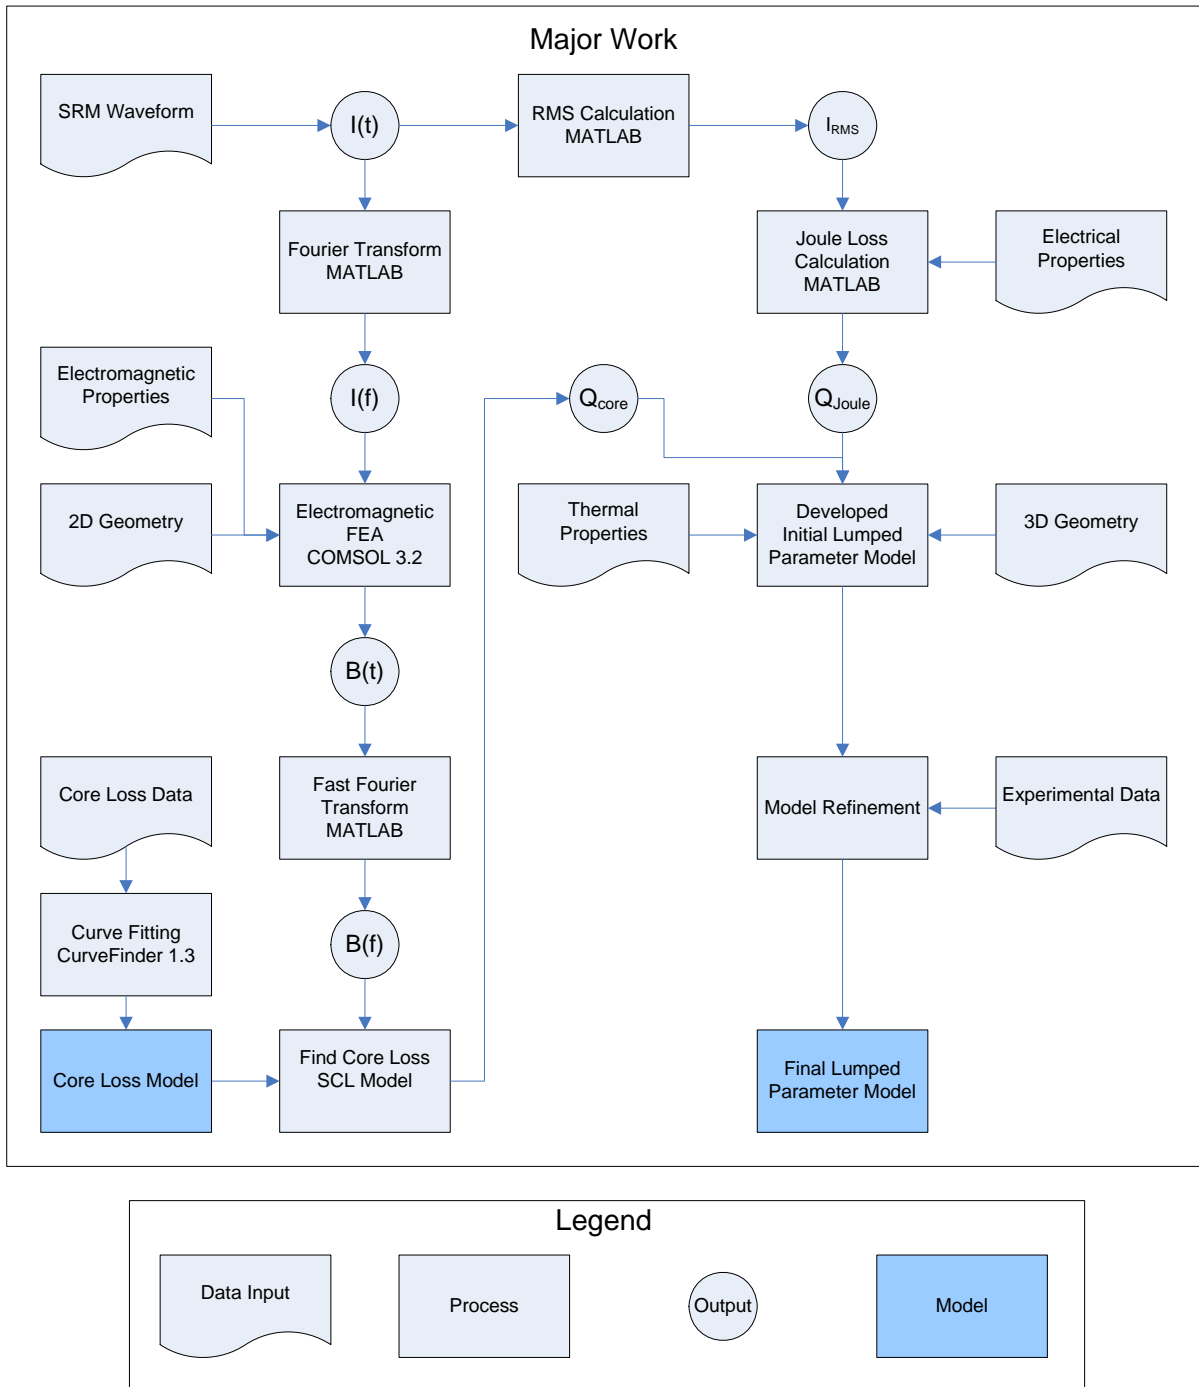 Major Work
SRM Waveform
I(t)
RMS Calculation
MATLAB
IRMS
Fourier Transform
MATLAB
Joule Loss
Calculation
MATLAB
Electrical
Properties
Electromagnetic
Properties
I(f)
Qcore
QJoule
2D Geometry
Electromagnetic
FEA
COMSOL 3.2
Thermal
Properties
Developed
Initial Lumped
Parameter Model
3D Geometry
B(t)
Core Loss Data
Fast Fourier
Transform
MATLAB
Model Refinement
Experimental Data
Curve Fitting
CurveFinder 1.3
B(f)
Core Loss Model
Find Core Loss
SCL Model
Final Lumped
Parameter Model
Legend
Data Input
Process
Output
Model